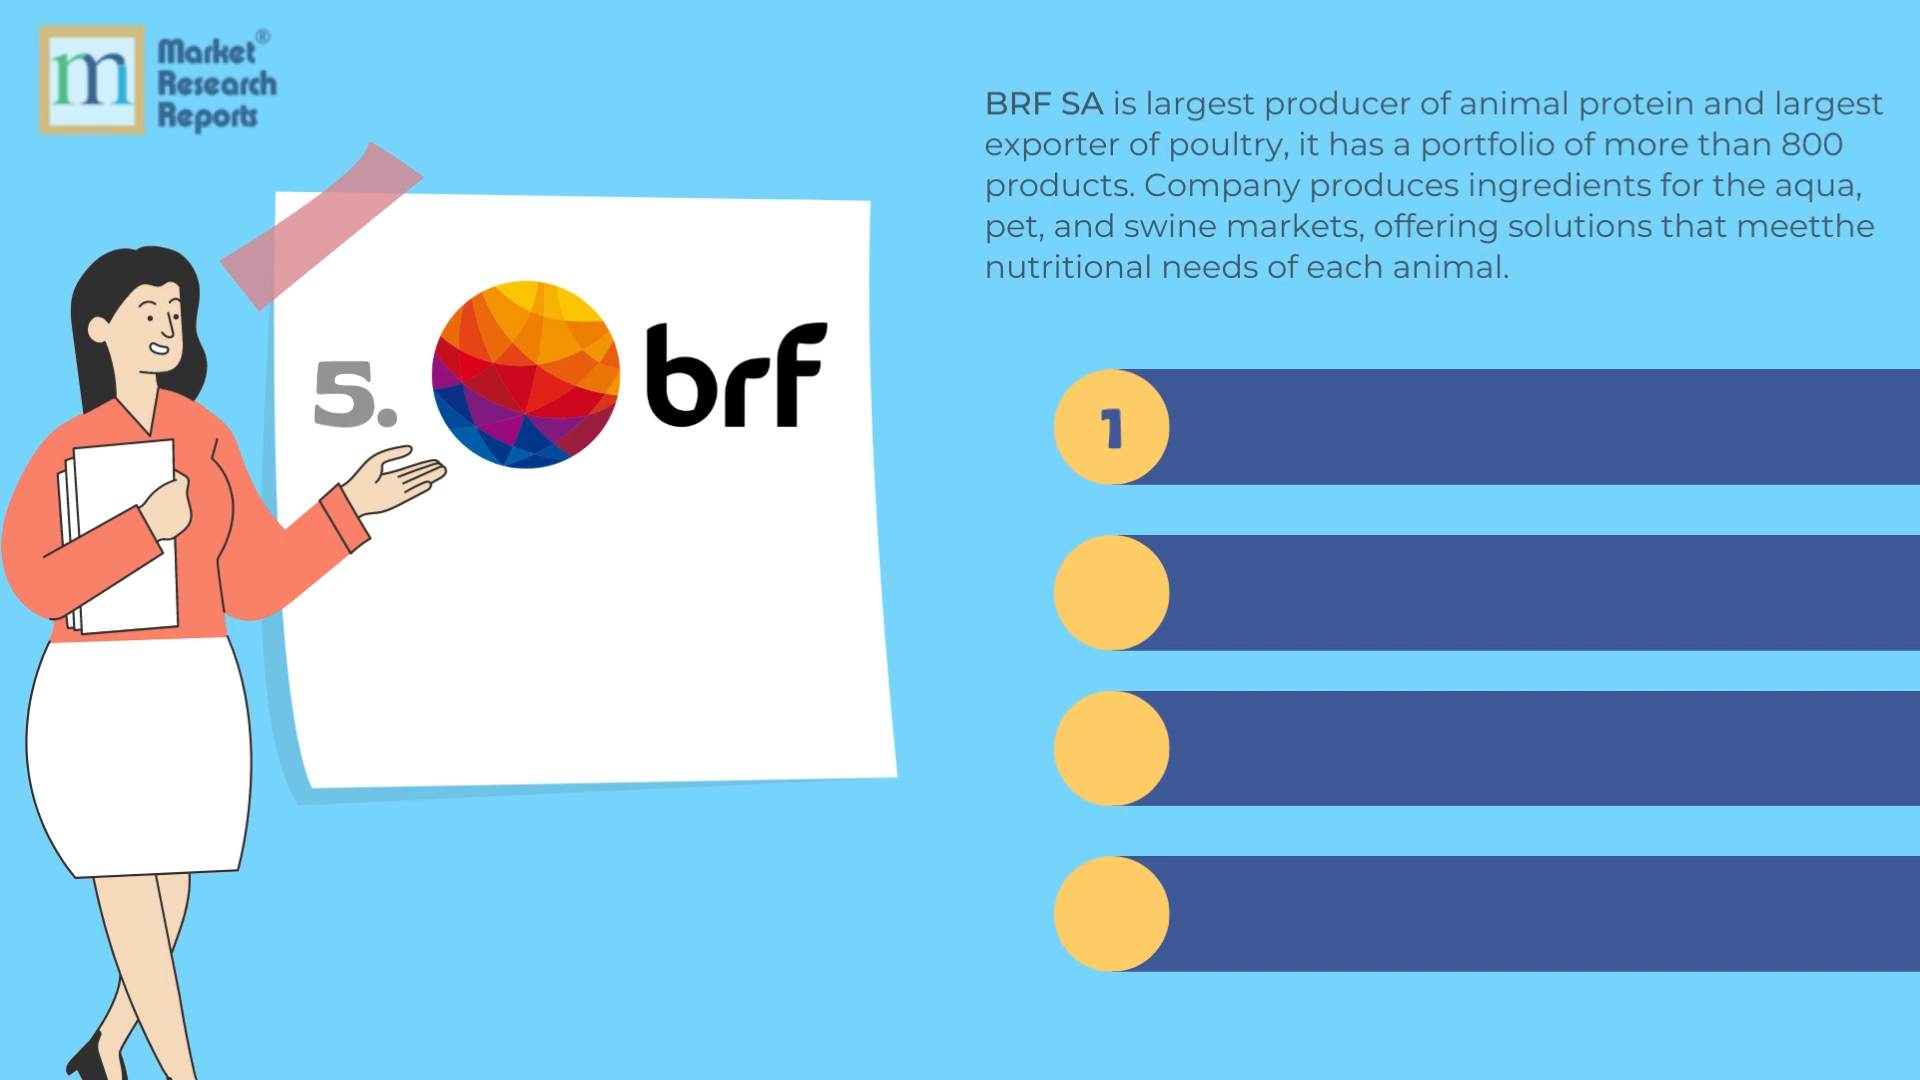 Market®
Research
Reports
BRF SA is largest producer of animal protein and largest
exporter of poultry, it has a portfolio of more than 800
products. Company produces ingredients for the aqua,
pet, and swine markets, offering solutions that meetthe
nutritional needs of each animal.
5. brf
1